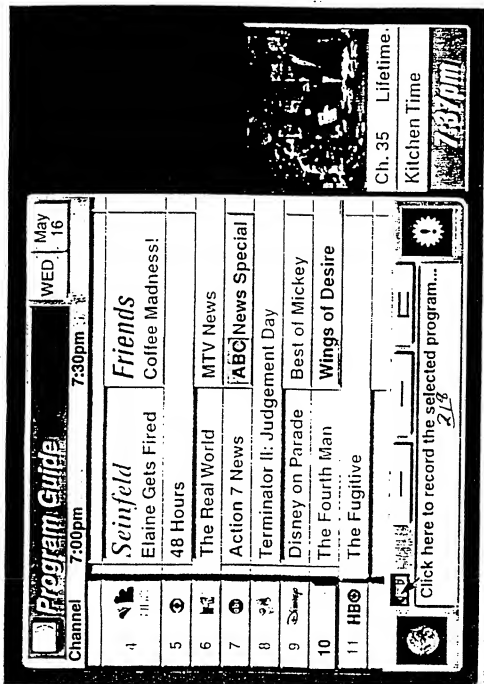 Program Guide
WED May 16
Channel 7:00pm 7:30pm
4 Seinfeld Friends
Elaine Gets Fired Coffee Madness!
5 48 Hours
6 The Real World MTV News
7 abc Action 7 News ABC News Special
8 Terminator II: Judgement Day
9 Disney Disney on Parade Best of Mickey
10 The Fourth Man Wings of Desire
11 HBO The Fugitive
Click here to record the selected program...
218
Ch. 35 Lifetime
Kitchen Time
7:37pm